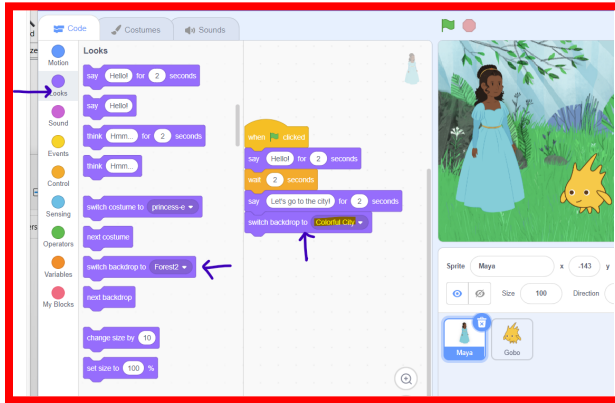 Code
Costumes
Sounds
Motion
Looks
Sound
Events
Control
Sensing
Operators
Variables
My Blocks
Looks
say Hello! for 2 seconds
say Hello!
think Hmm... for 2 seconds
think Hmm...
switch costume to princess-e
next costume
switch backdrop to Forest2
next backdrop
change size by 10
set size to 100 %
when clicked
say Hello! for 2 seconds
wait 2 seconds
say Let's go to the city! for 2 seconds
switch backdrop to Colorful City
Sprite Maya x -143 y
Size 100 Direction
Maya
Gobo